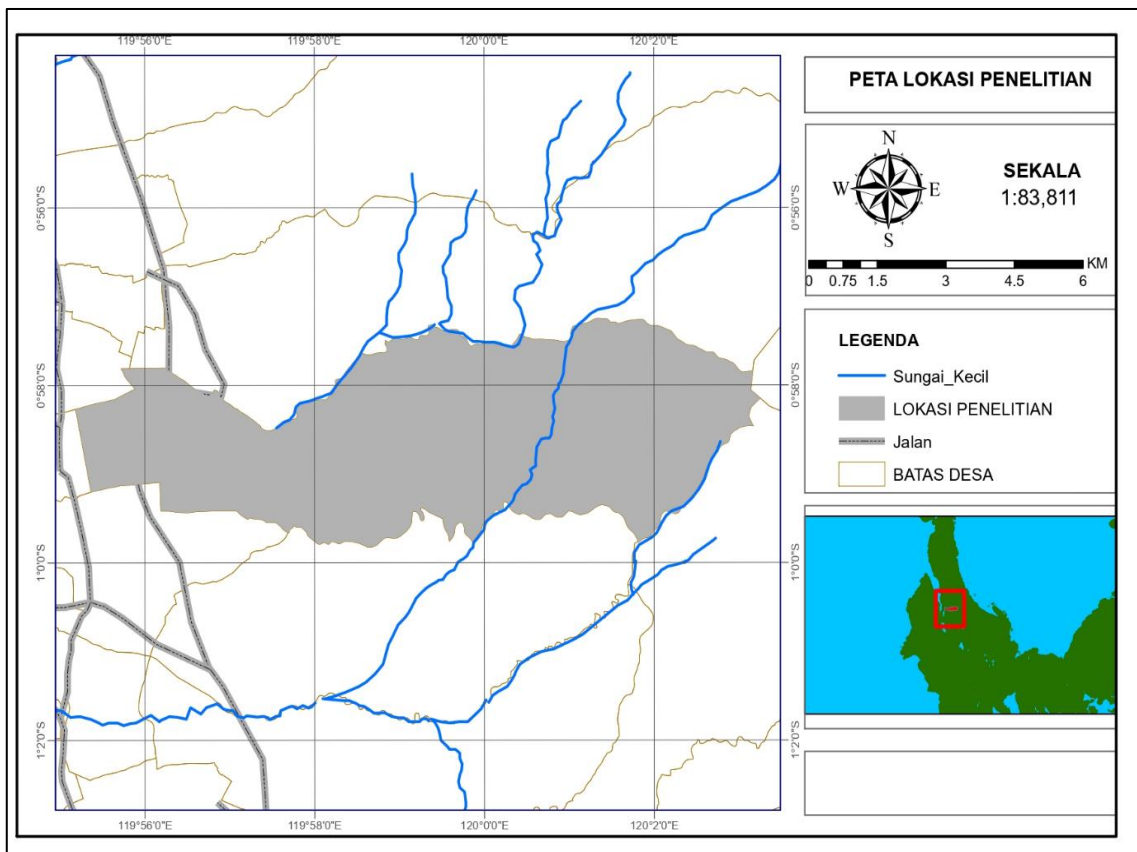 119°56'0"E 119°58'0"E 120°0'0"E 120°2'0"E
0°56'0"S 0°56'0"S
0°58'0"S 0°58'0"S
1°0'0"S 1°0'0"S
1°2'0"S 1°2'0"S
119°56'0"E 119°58'0"E 120°0'0"E 120°2'0"E
PETA LOKASI PENELITIAN
N
W E
S
SEKALA
1:83,811
KM
0 0.75 1.5 3 4.5 6
LEGENDA
Sungai_Kecil
LOKASI PENELITIAN
Jalan
BATAS DESA